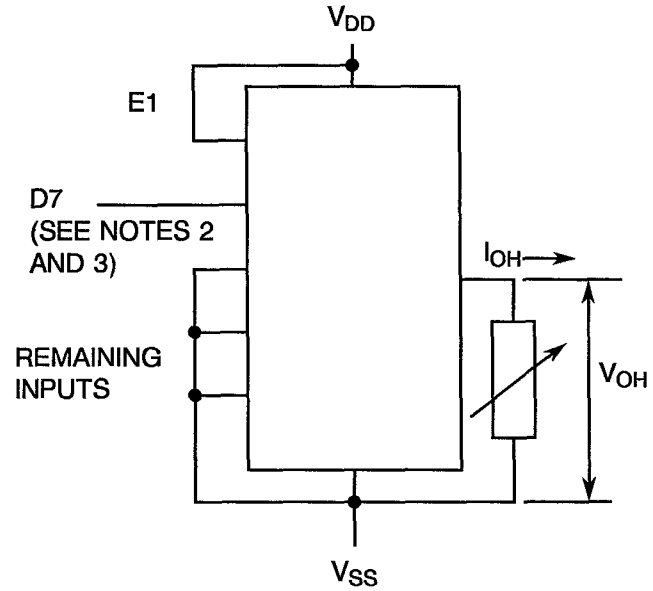 VDD
E1
D7
(SEE NOTES 2
AND 3)
IOH
REMAINING
INPUTS
VOH
VSS